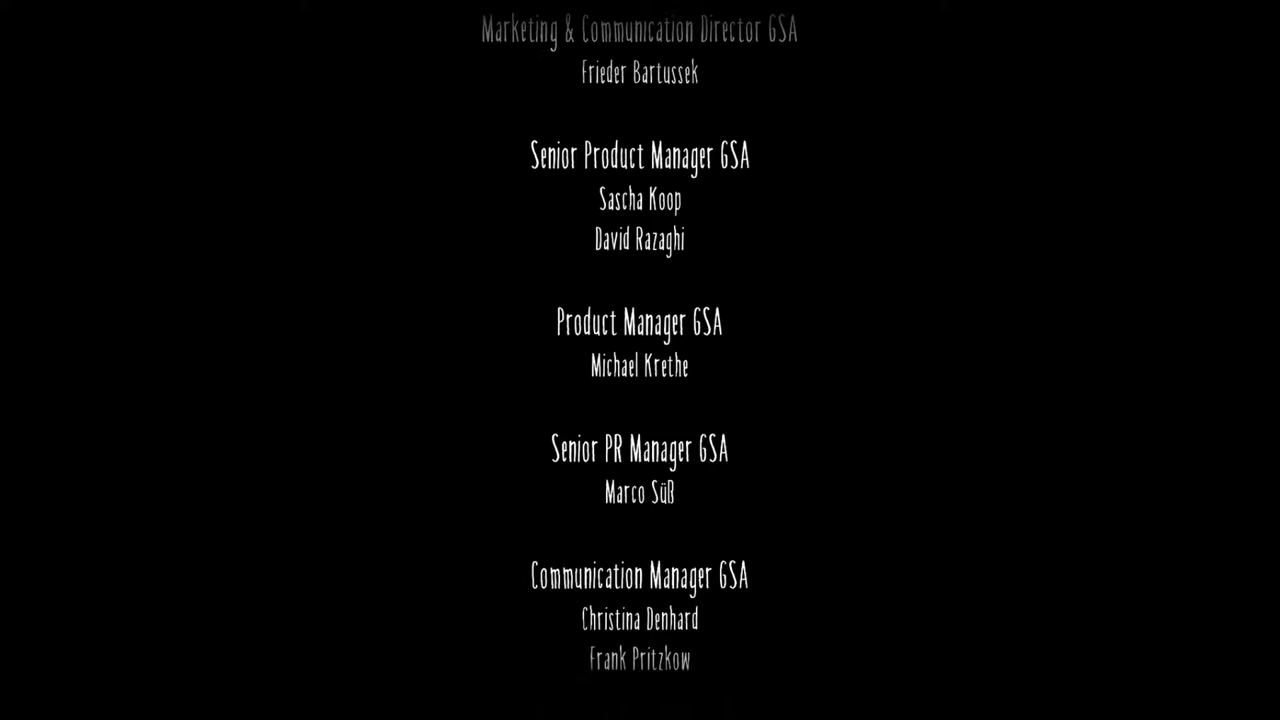 Marketing & Communication Director GSA
Frieder Bartussek
Senior Product Manager GSA
Sascha Koop
David Razaghi
Product Manager GSA
Michael Krethe
Senior PR Manager GSA
Marco Süß
Communication Manager GSA
Christina Denhard
Frank Pritzkow